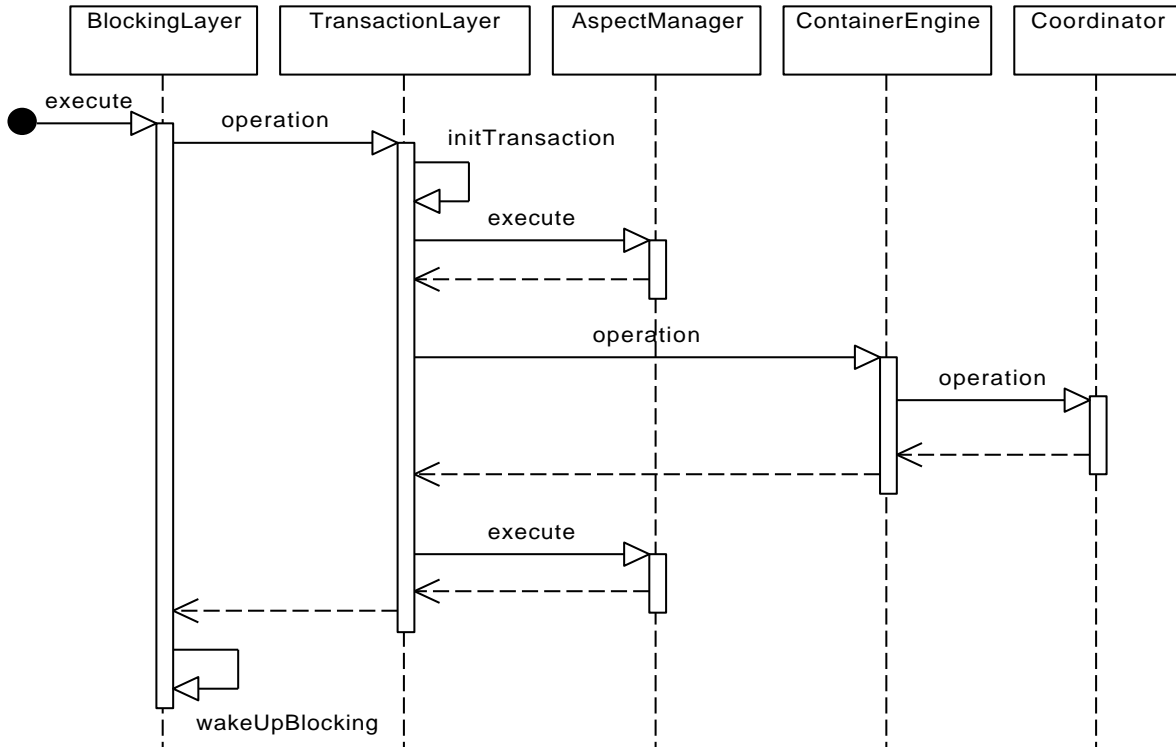 BlockingLayer
TransactionLayer
AspectManager
ContainerEngine
Coordinator
execute
operation
initTransaction
execute
operation
operation
execute
wakeUpBlocking